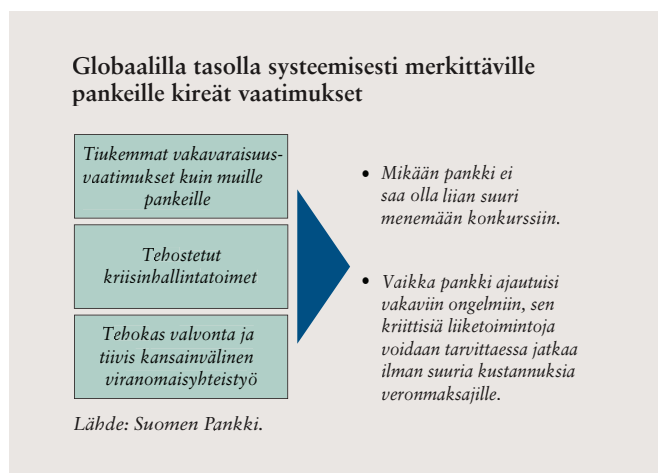 Globaalilla tasolla systeemisesti merkittäville
pankeille kireät vaatimukset
Tiukemmat vakavaraisuus-
vaatimukset kuin muille
pankeille
Tehostetut
kriisinhallintatoimet
Tehokas valvonta ja
tiivis kansainvälinen
viranomaisyhteistyö
• Mikään pankki ei
saa olla liian suuri
menemään konkurssiin.
• Vaikka pankki ajautuisi
vakaviin ongelmiin, sen
kriittisiä liiketoimintoja
voidaan tarvittaessa jatkaa
ilman suuria kustannuksia
veronmaksajille.
Lähde: Suomen Pankki.